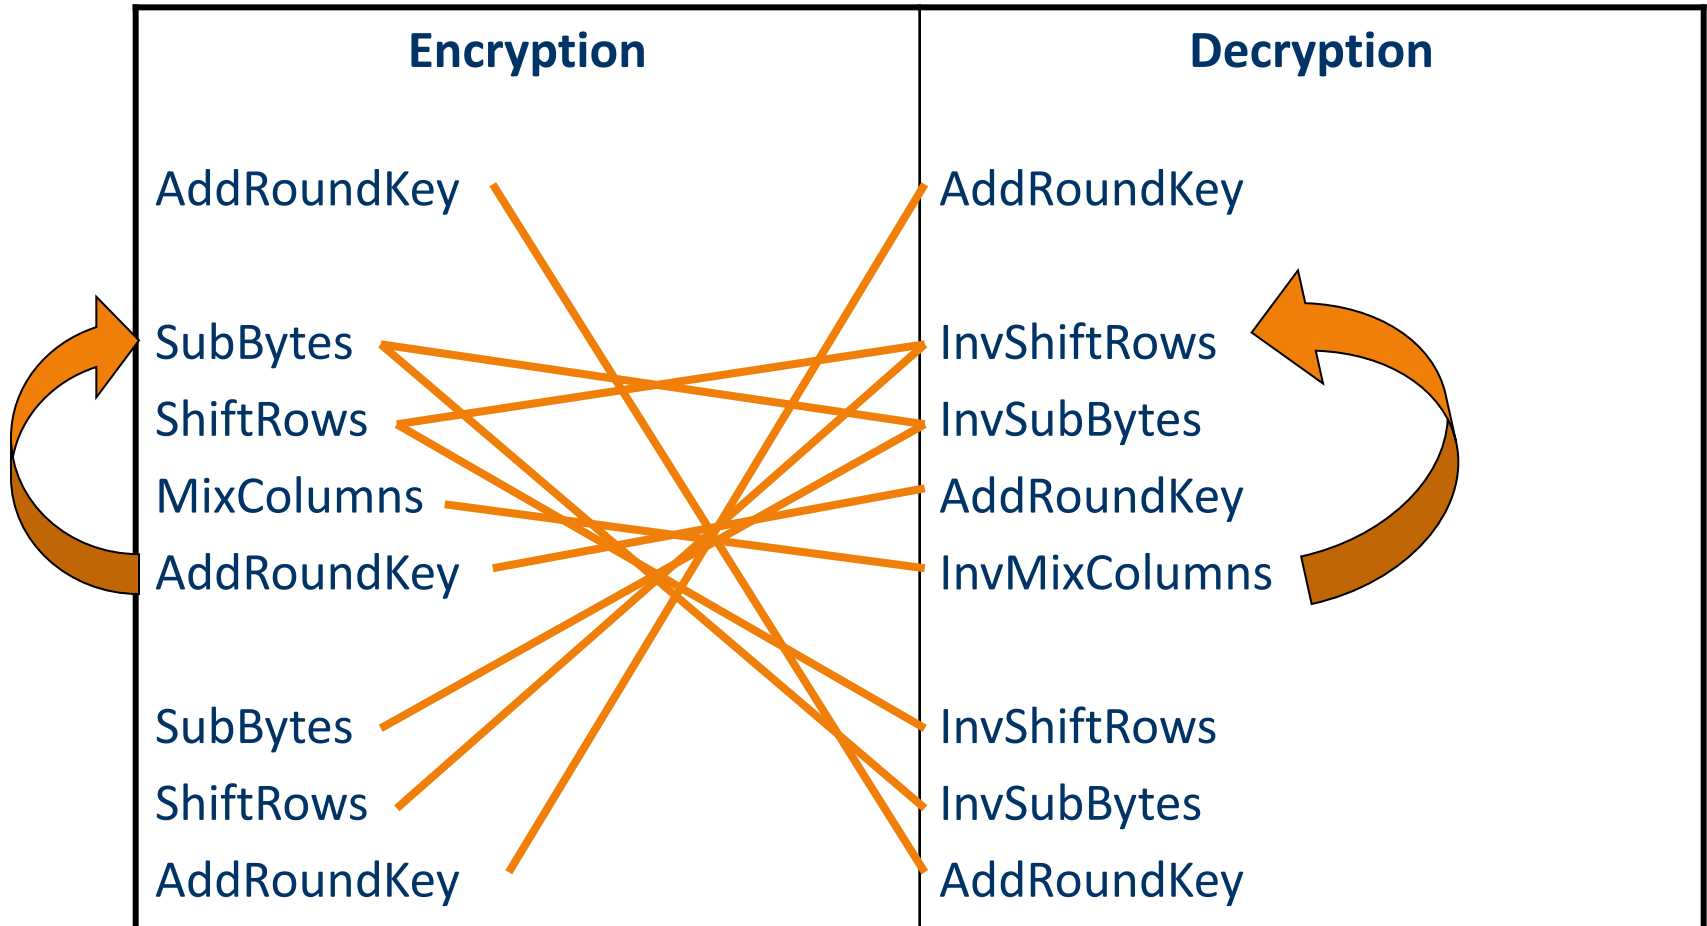 Encryption
AddRoundKey
SubBytes
ShiftRows
MixColumns
AddRoundKey
SubBytes
ShiftRows
AddRoundKey
Decryption
AddRoundKey
InvShiftRows
InvSubBytes
AddRoundKey
InvMixColumns
InvShiftRows
InvSubBytes
AddRoundKey